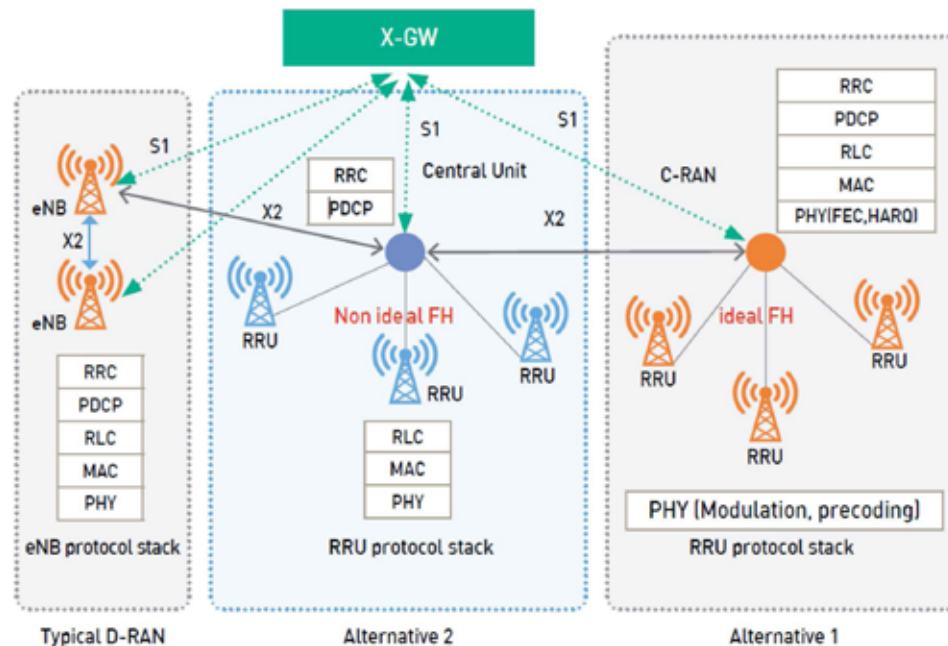 X-GW
S1
eNB
X2
eNB
RRC
PDCP
RLC
MAC
PHY
eNB protocol stack
Typical D-RAN
S1
Central Unit
RRC
PDCP
X2
Non ideal FH
RRU
RRU
RRU
RLC
MAC
PHY
RRU protocol stack
Alternative 2
X2
S1
C-RAN
RRC
PDCP
RLC
MAC
PHY(FEC,HARQ)
ideal FH
RRU
RRU
RRU
PHY (Modulation, precoding)
RRU protocol stack
Alternative 1